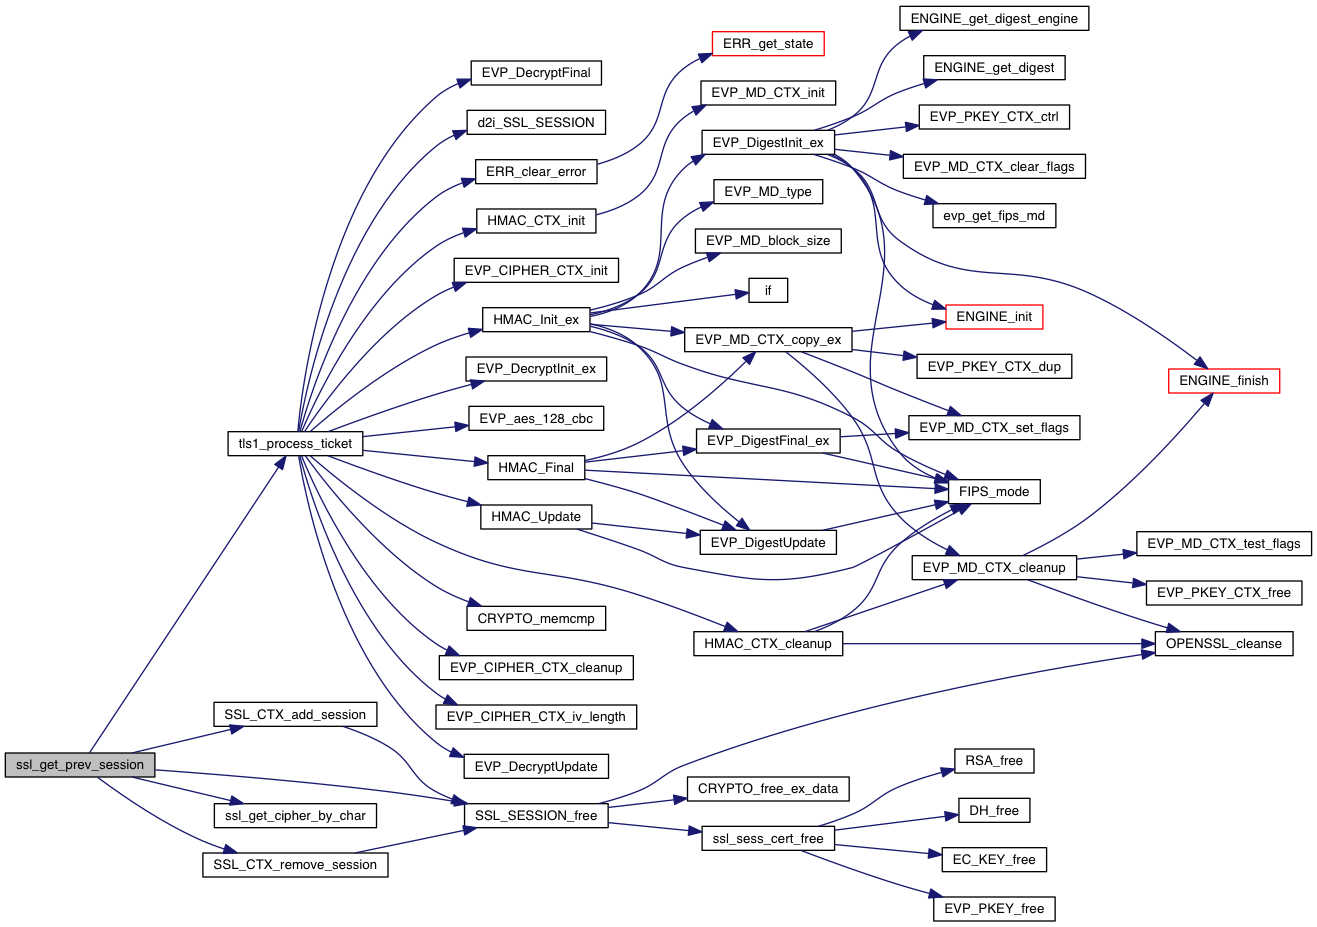 ENGINE_get_digest_engine
ERR_get_state
ENGINE_get_digest
EVP_DecryptFinal
EVP_MD_CTX_init
d2i_SSL_SESSION
EVP_PKEY_CTX_ctrl
EVP_DigestInit_ex
ERR_clear_error
EVP_MD_CTX_clear_flags
EVP_MD_type
HMAC_CTX_init
evp_get_fips_md
EVP_MD_block_size
EVP_CIPHER_CTX_init
if
HMAC_Init_ex
ENGINE_init
EVP_MD_CTX_copy_ex
EVP_DecryptInit_ex
EVP_PKEY_CTX_dup
ENGINE_finish
EVP_aes_128_cbc
EVP_MD_CTX_set_flags
tls1_process_ticket
EVP_DigestFinal_ex
HMAC_Final
FIPS_mode
HMAC_Update
EVP_DigestUpdate
EVP_MD_CTX_test_flags
EVP_MD_CTX_cleanup
EVP_PKEY_CTX_free
CRYPTO_memcmp
HMAC_CTX_cleanup
OPENSSL_cleanse
EVP_CIPHER_CTX_cleanup
SSL_CTX_add_session
EVP_CIPHER_CTX_iv_length
ssl_get_prev_session
EVP_DecryptUpdate
RSA_free
CRYPTO_free_ex_data
ssl_get_cipher_by_char
SSL_SESSION_free
DH_free
ssl_sess_cert_free
SSL_CTX_remove_session
EC_KEY_free
EVP_PKEY_free